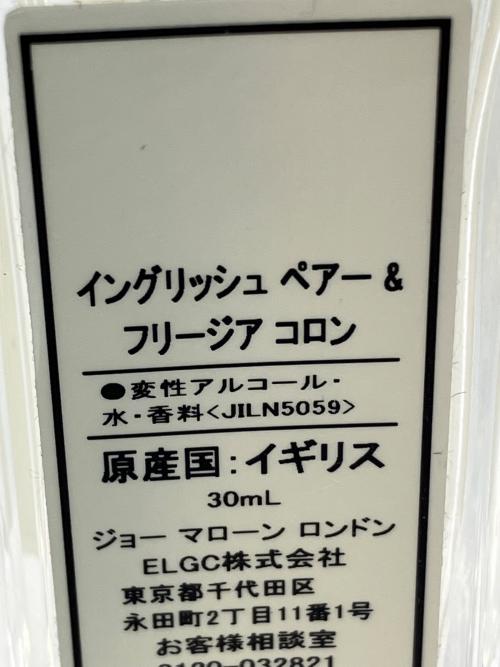 イングリッシュ ペアー &
フリージア コロン
●変性アルコール・
水・香料<JILN5059>
原産国：イギリス
30mL
ジョー マローン ロンドン
ELGC株式会社
東京都千代田区
永田町2丁目11番1号
お客様相談室
0120-032821